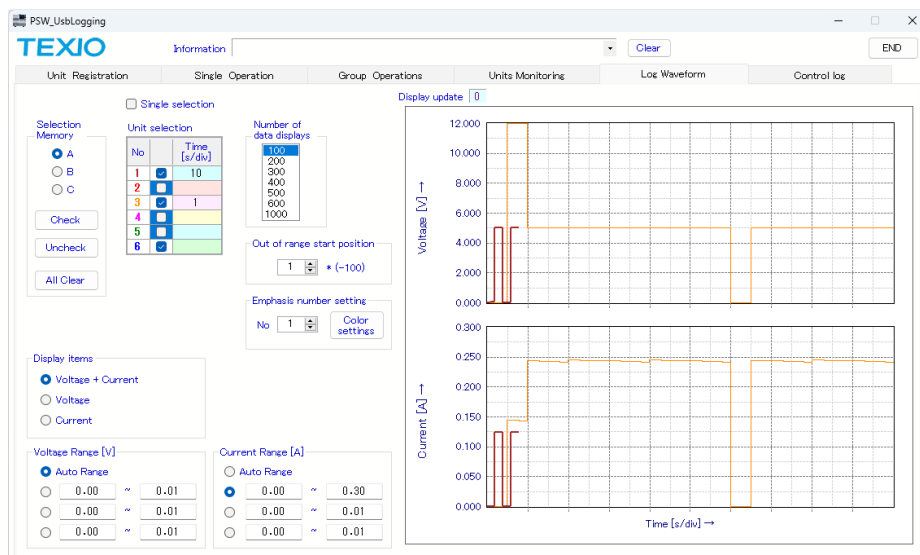 PSW_UsbLogging
TEXIO
Information
Clear
END
Unit Registration
Single Operation
Group Operations
Units Monitoring
Log Waveform
Control log
Display update 0
Single selection
Selection
Memory
A
B
C
Check
Uncheck
All Clear
Unit selection
No
Time
[s/div]
1 10
2
3 1
4
5
6
Number of
data displays
100
200
300
400
500
600
1000
Out of range start position
1 * (-100)
Emphasis number setting
No 1
Color
settings
Display items
Voltage + Current
Voltage
Current
Voltage Range [V]
Auto Range
0.00 ~ 0.01
0.00 ~ 0.01
0.00 ~ 0.01
Current Range [A]
Auto Range
0.00 ~ 0.30
0.00 ~ 0.01
0.00 ~ 0.01
Voltage [V] →
12.000
10.000
8.000
6.000
4.000
2.000
0.000
Current [A] →
0.300
0.250
0.200
0.150
0.100
0.050
0.000
Time [s/div] →